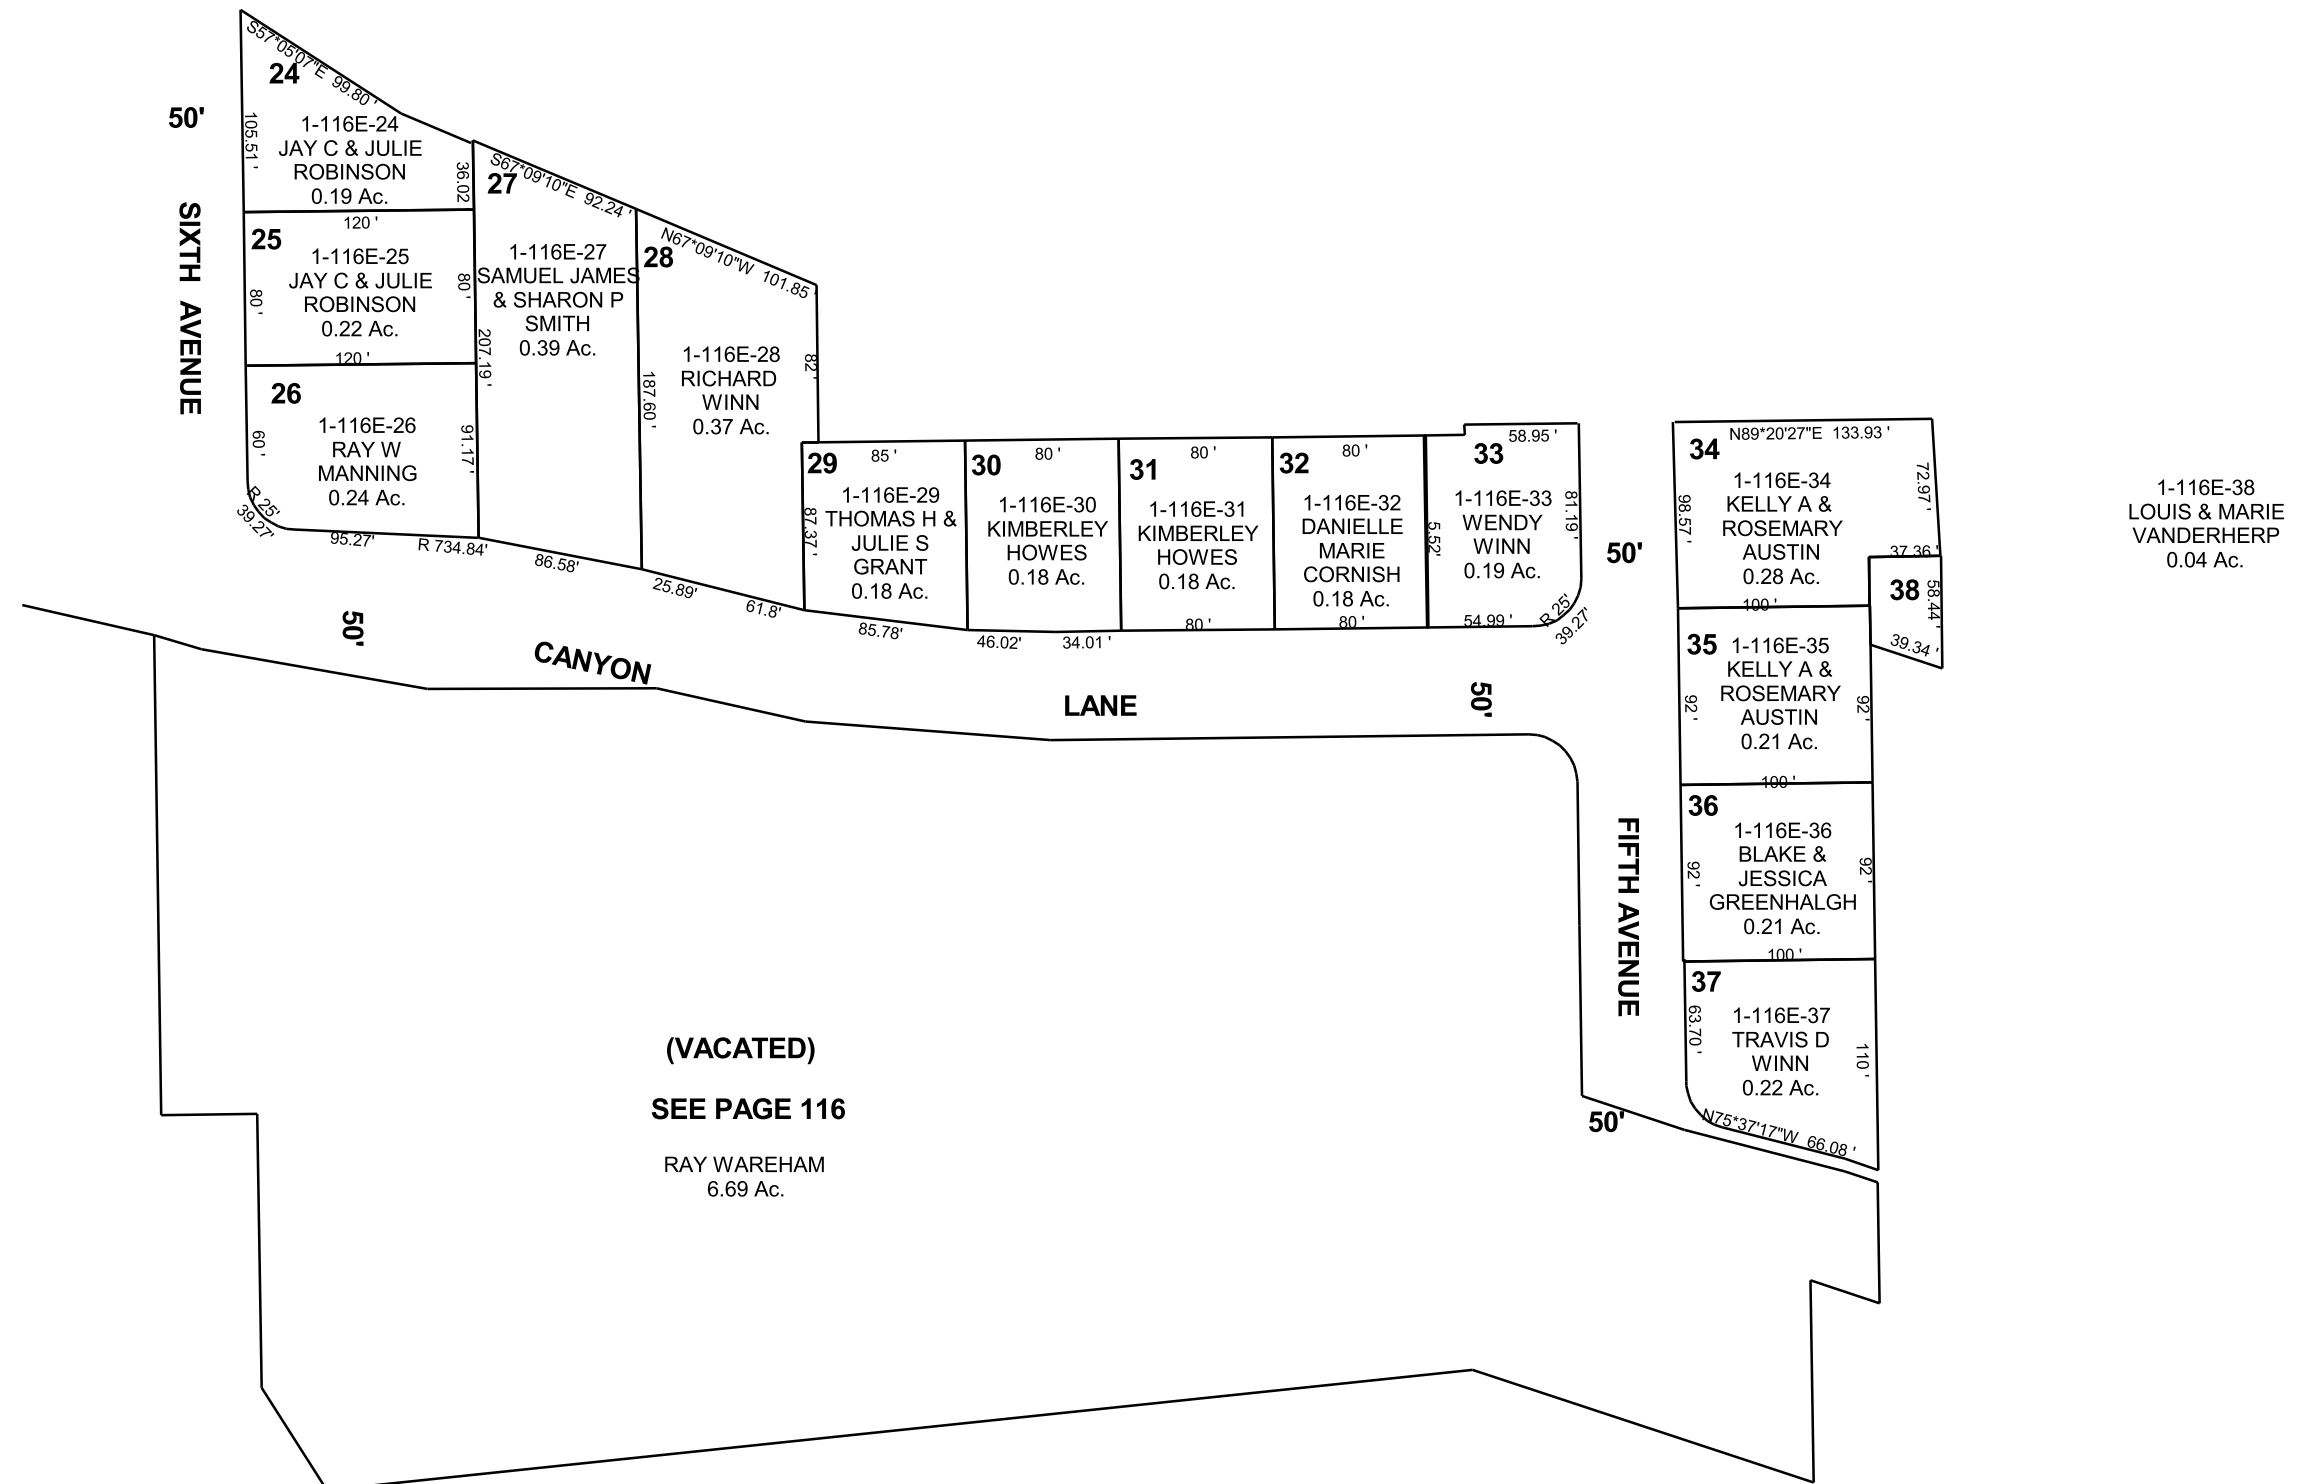 S57*05'07"E 99.80 '
24
105.51 '
1-116E-24
JAY C & JULIE
ROBINSON
0.19 Ac.
36.02
120 '
50'
SIXTH AVENUE
25
1-116E-25
JAY C & JULIE
ROBINSON
0.22 Ac.
80 '
80 '
120 '
26
1-116E-26
RAY W
MANNING
0.24 Ac.
60 '
91.17 '
R 25'
39.27'
95.27'
R 734.84'
S67*09'10"E 92.24 '
27
1-116E-27
SAMUEL JAMES
& SHARON P
SMITH
0.39 Ac.
207.19 '
86.58'
N67*09'10"W 101.85 '
28
1-116E-28
RICHARD
WINN
0.37 Ac.
187.60 '
82 '
25.89'
61.8'
29
85 '
1-116E-29
THOMAS H &
JULIE S
GRANT
0.18 Ac.
87.37 '
85.78'
30
80 '
1-116E-30
KIMBERLEY
HOWES
0.18 Ac.
46.02'
34.01 '
31
80 '
1-116E-31
KIMBERLEY
HOWES
0.18 Ac.
80 '
32
80 '
1-116E-32
DANIELLE
MARIE
CORNISH
0.18 Ac.
80 '
33
58.95 '
1-116E-33
WENDY
WINN
0.19 Ac.
5.52'
81.19 '
54.99 '
R 25'
39.27'
50'
34
N89*20'27"E 133.93 '
1-116E-34
KELLY A &
ROSEMARY
AUSTIN
0.28 Ac.
98.57 '
72.97 '
37.36 '
100 '
38
58.44 '
39.34 '
1-116E-38
LOUIS & MARIE
VANDERHERP
0.04 Ac.
35
1-116E-35
KELLY A &
ROSEMARY
AUSTIN
0.21 Ac.
92 '
92 '
100 '
36
1-116E-36
BLAKE &
JESSICA
GREENHALGH
0.21 Ac.
92 '
92 '
100 '
37
1-116E-37
TRAVIS D
WINN
0.22 Ac.
63.70 '
110 '
N75*37'17"W 66.08 '
50'
CANYON
LANE
50'
FIFTH AVENUE
50'
(VACATED)
SEE PAGE 116
RAY WAREHAM
6.69 Ac.